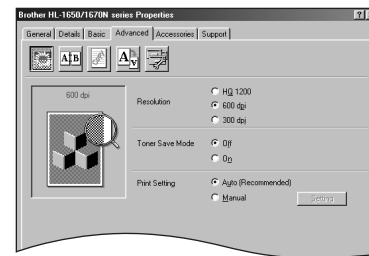 Brother HL-1650/1670N series Properties ?
General Details Basic Advanced Accessories Support
A B A
600 dpi
Resolution
HQ 1200
600 dpi
300 dpi
Toner Save Mode
Off
On
Print Setting
Auto (Recommended)
Manual
Setting